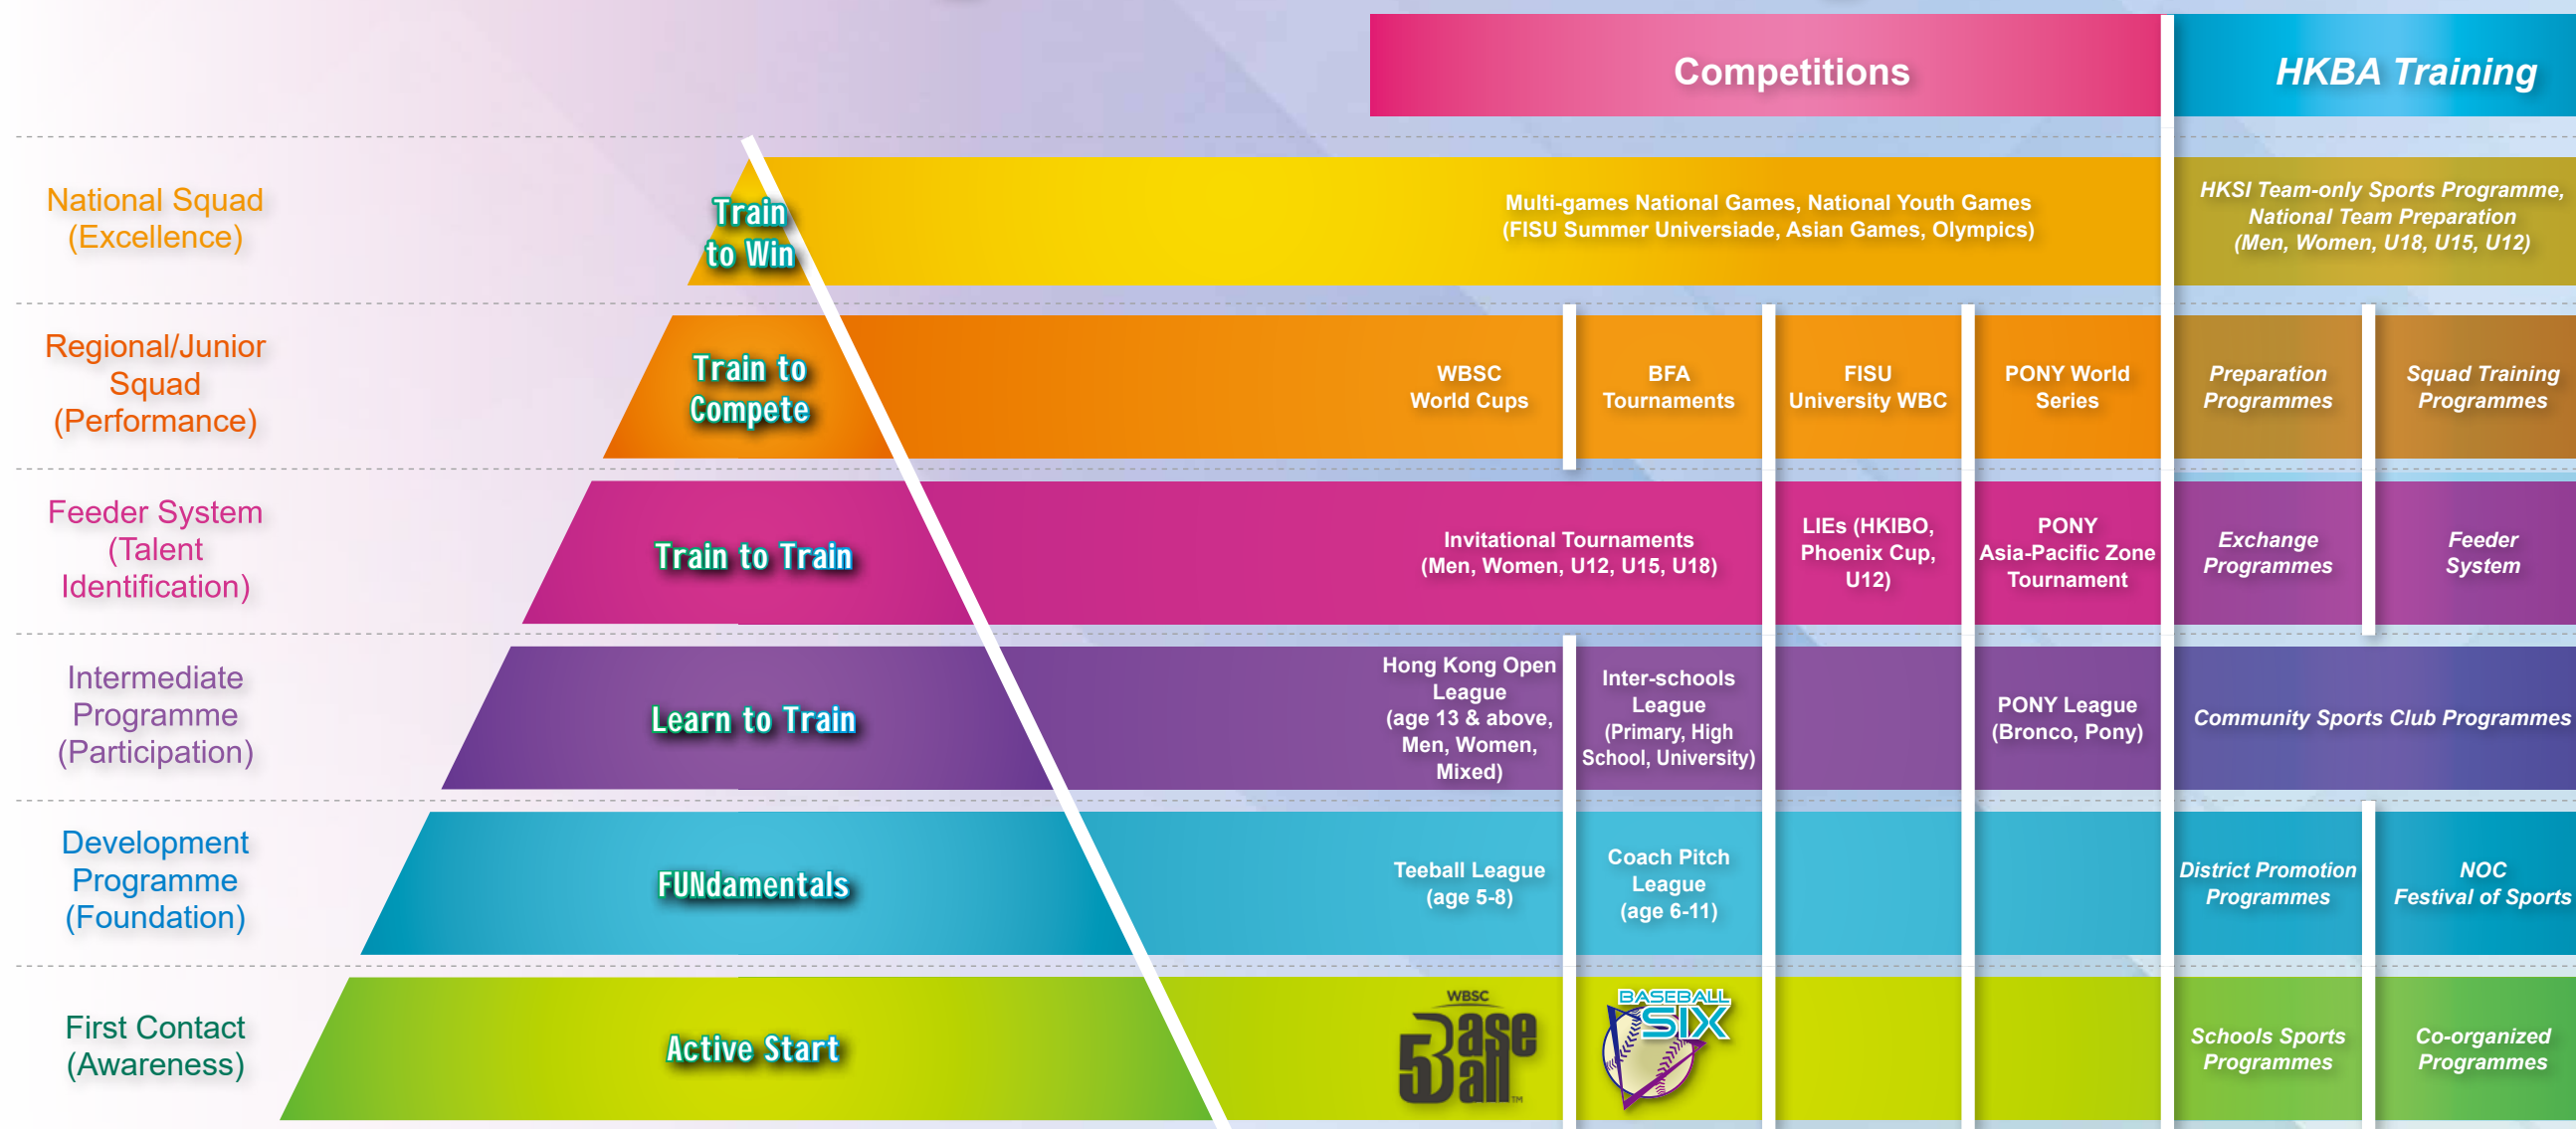 Competitions
HKBA Training
National Squad
(Excellence)
Train
to Win
Multi-games National Games, National Youth Games
(FISU Summer Universiade, Asian Games, Olympics)
HKSI Team-only Sports Programme,
National Team Preparation
(Men, Women, U18, U15, U12)
Regional/Junior
Squad
(Performance)
Train to
Compete
WBSC
World Cups
BFA
Tournaments
FISU
University WBC
PONY World
Series
Preparation
Programmes
Squad Training
Programmes
Feeder System
(Talent
Identification)
Train to Train
Invitational Tournaments
(Men, Women, U12, U15, U18)
LIEs (HKIBO,
Phoenix Cup,
U12)
PONY
Asia-Pacific Zone
Tournament
Exchange
Programmes
Feeder
System
Intermediate
Programme
(Participation)
Learn to Train
Hong Kong Open
League
(age 13 & above,
Men, Women,
Mixed)
Inter-schools
League
(Primary, High
School, University)
PONY League
(Bronco, Pony)
Community Sports Club Programmes
Development
Programme
(Foundation)
FUNdamentals
Teeball League
(age 5-8)
Coach Pitch
League
(age 6-11)
District Promotion
Programmes
NOC
Festival of Sports
First Contact
(Awareness)
Active Start
WBSC
5 Base
Ball TM
BASEBALL
SIX
Schools Sports
Programmes
Co-organized
Programmes